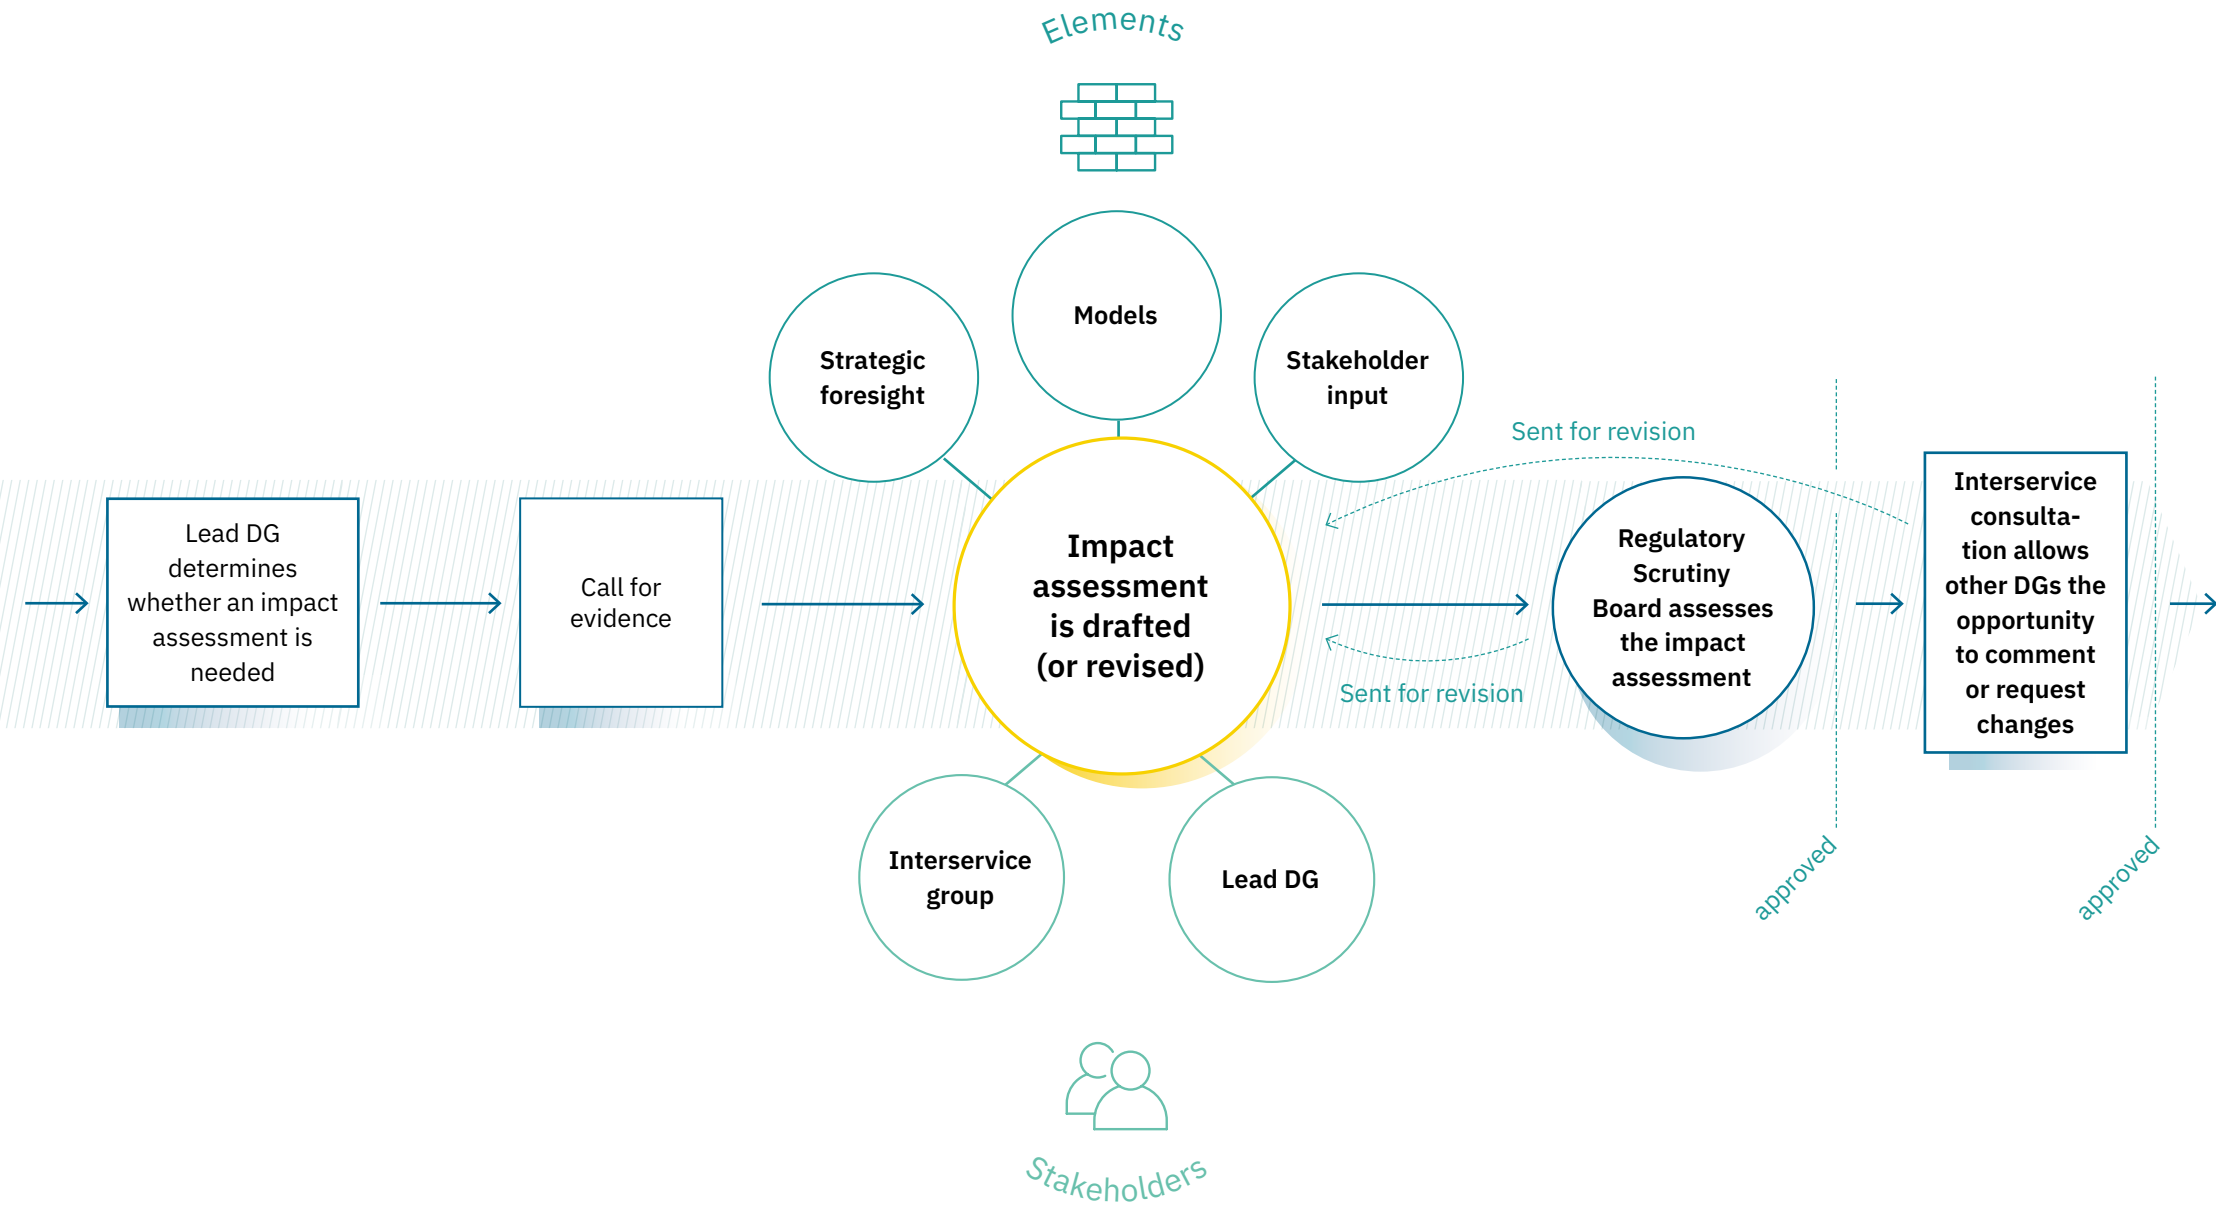 Elements
Models
Strategic
foresight
Stakeholder
input
Sent for revision
Lead DG
determines
whether an impact
assessment is
needed
Call for
evidence
Impact
assessment
is drafted
(or revised)
Sent for revision
Regulatory
Scrutiny
Board assesses
the impact
assessment
Interservice
consulta-
tion allows
other DGs the
opportunity
to comment
or request
changes
approved
approved
Interservice
group
Lead DG
Stakeholders